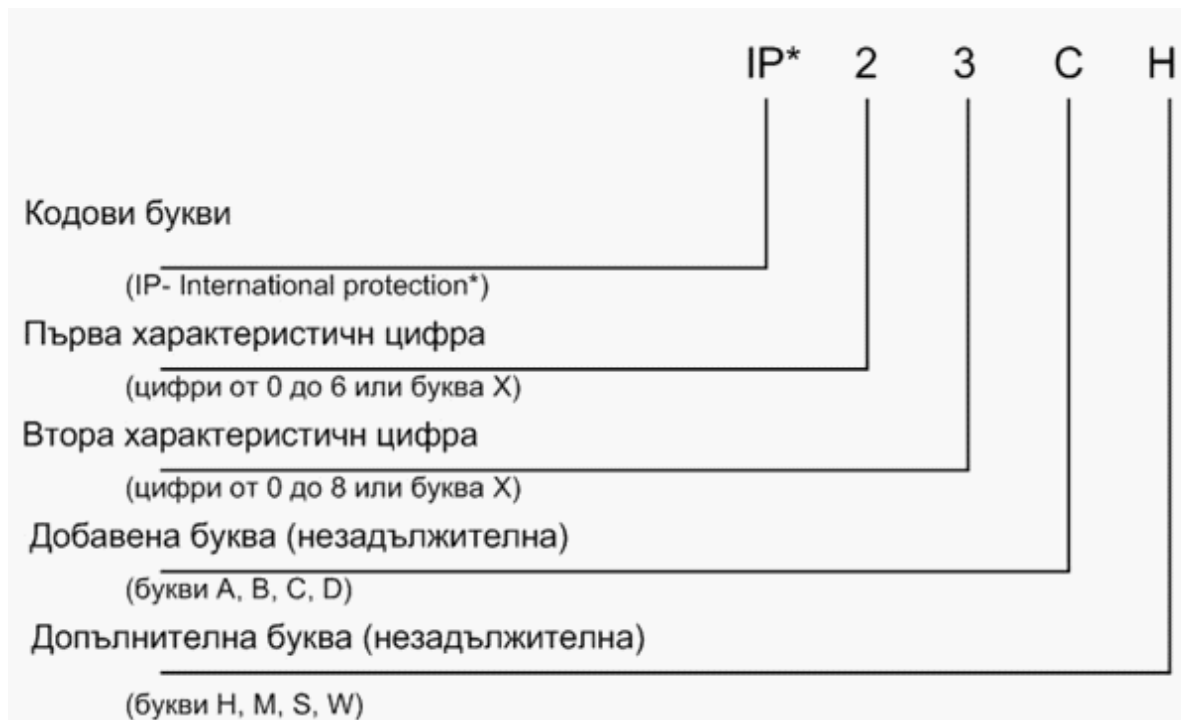 IP* 2 3 C H
Кодови букви
(IP- International protection*)
Първа характеристичн цифра
(цифри от 0 до 6 или буква X)
Втора характеристичн цифра
(цифри от 0 до 8 или буква X)
Добавена буква (незадължителна)
(букви A, B, C, D)
Допълнителна буква (незадължителна)
(букви H, M, S, W)